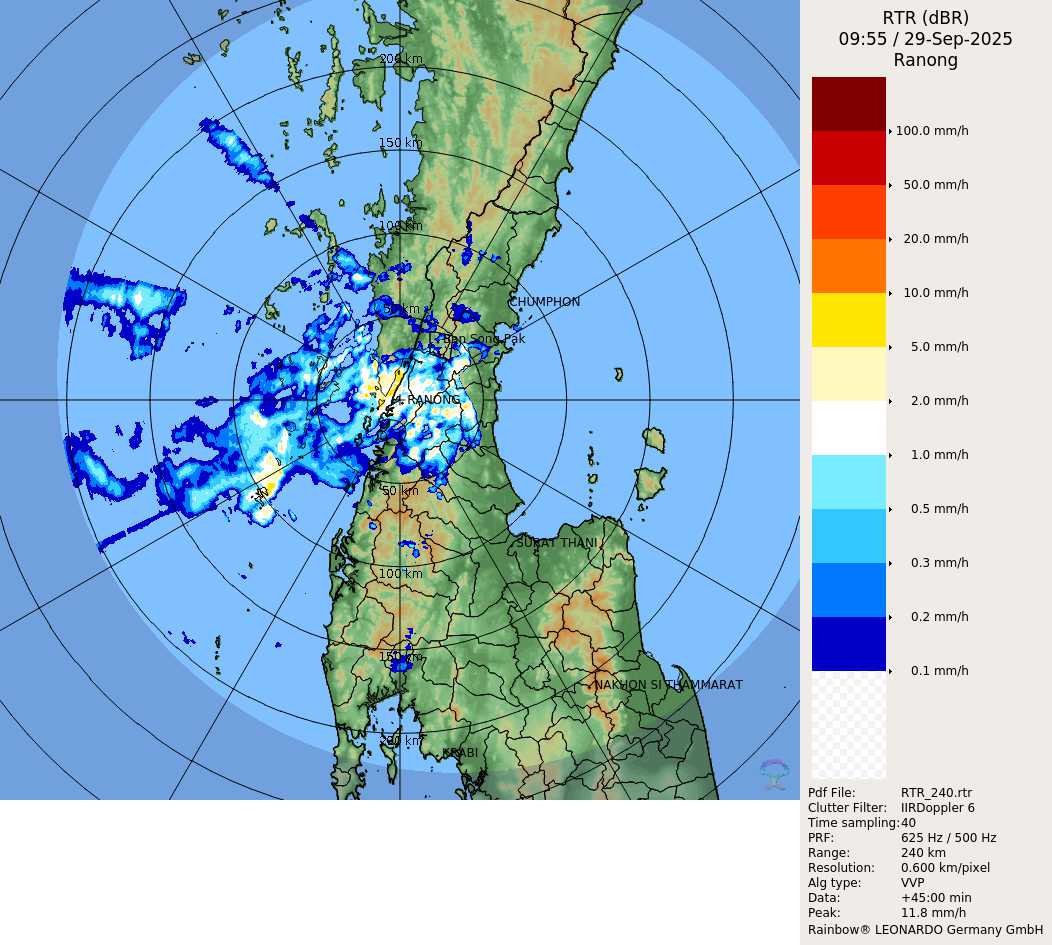 RTR (dBR)
09:55 / 29-Sep-2025
Ranong
200 km
150 km
100 km
CHUMPHON
Ban Song Pak
RANONG
50 km
SURAT THANI
100 km
150 km
NAKHON SI THAMMARAT
200 km
KRABI
100.0 mm/h
50.0 mm/h
20.0 mm/h
10.0 mm/h
5.0 mm/h
2.0 mm/h
1.0 mm/h
0.5 mm/h
0.3 mm/h
0.2 mm/h
0.1 mm/h
Pdf File: RTR_240.rtr
Clutter Filter: IIRDoppler 6
Time sampling: 40
PRF: 625 Hz / 500 Hz
Range: 240 km
Resolution: 0.600 km/pixel
Alg type: VVP
Data: +45:00 min
Peak: 11.8 mm/h
Rainbow® LEONARDO Germany GmbH